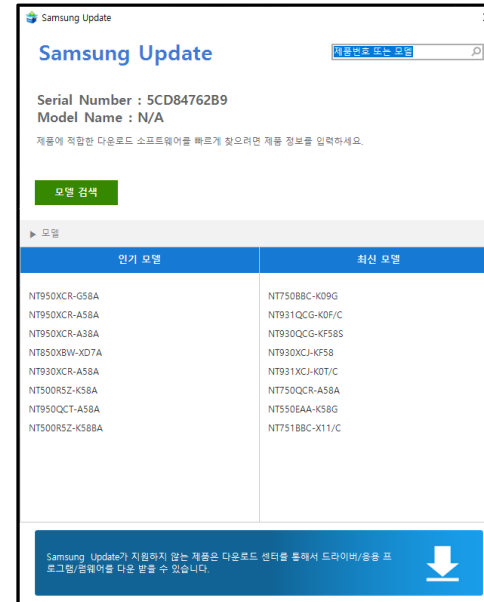 Samsung Update
Samsung Update
제품번호 또는 모델
Serial Number : 5CD84762B9
Model Name : N/A
제품에 적합한 다운로드 소프트웨어를 빠르게 찾으려면 제품 정보를 입력하세요.
모델 검색
▶ 모델
인기 모델
최신 모델
NT950XCR-G58A
NT750BBC-K09G
NT950XCR-A58A
NT931QCG-K0F/C
NT950XCR-A38A
NT930QCG-KF58S
NT850XBW-XD7A
NT930XCJ-KF58
NT930XCR-A58A
NT931XCJ-K0T/C
NT500R5Z-K58A
NT750QCR-A58A
NT950QCT-A58A
NT550EAA-K58G
NT500R5Z-K58BA
NT751BBC-X11/C
Samsung Update가 지원하지 않는 제품은 다운로드 센터를 통해서 드라이버/응용 프
로그램/펌웨어를 다운 받을 수 있습니다.